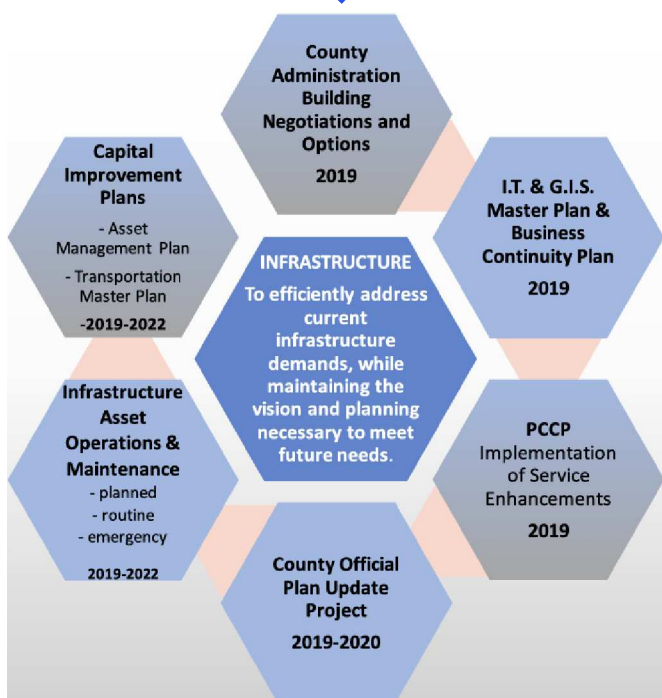 County
Administration
Building
Negotiations and
Options
2019
Capital
Improvement
Plans
- Asset
Management Plan
- Transportation
Master Plan
-2019-2022
I.T. & G.I.S.
Master Plan &
Business
Continuity Plan
2019
INFRASTRUCTURE
To efficiently address
current
infrastructure
demands, while
maintaining the
vision and planning
necessary to meet
future needs.
Infrastructure
Asset
Operations &
Maintenance
- planned
- routine
- emergency
2019-2022
PCCP
Implementation
of Service
Enhancements
2019
County Official
Plan Update
Project
2019-2020